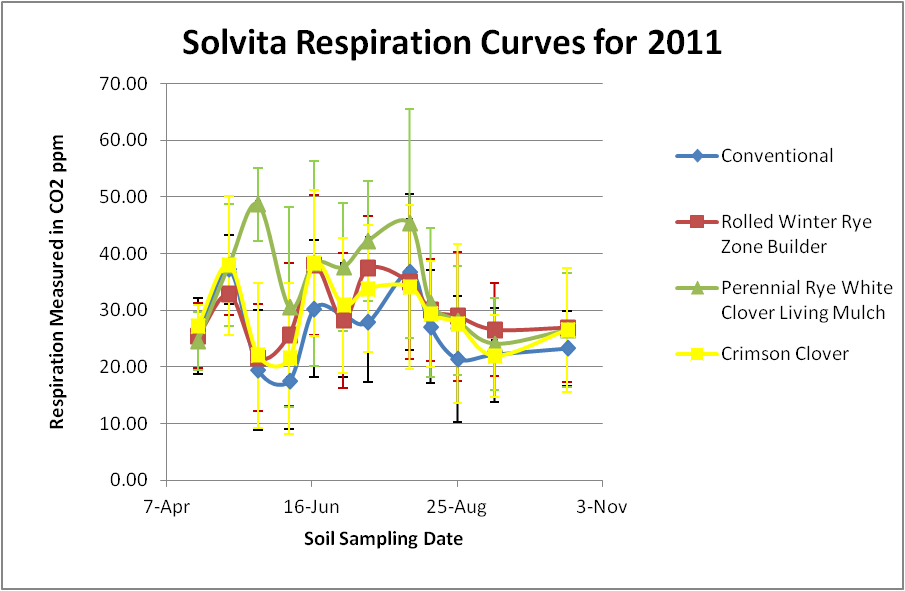 Solvita Respiration Curves for 2011
Respiration Measured in CO2 ppm
70.00
60.00
50.00
40.00
30.00
20.00
10.00
0.00
7-Apr
16-Jun
25-Aug
3-Nov
Soil Sampling Date
Conventional
Rolled Winter Rye
Zone Builder
Perennial Rye White
Clover Living Mulch
Crimson Clover